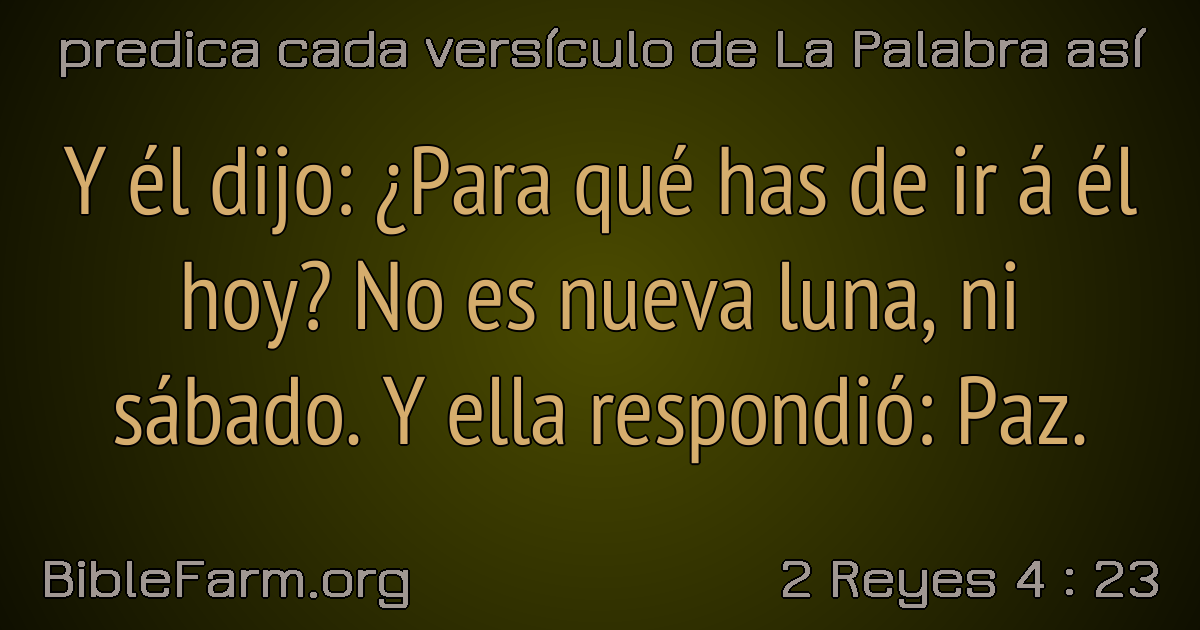 predica cada versículo de La Palabra así
Y él dijo: ¿Para qué has de ir á él
hoy? No es nueva luna, ni
sábado. Y ella respondió: Paz.
BibleFarm.org
2 Reyes 4 : 23